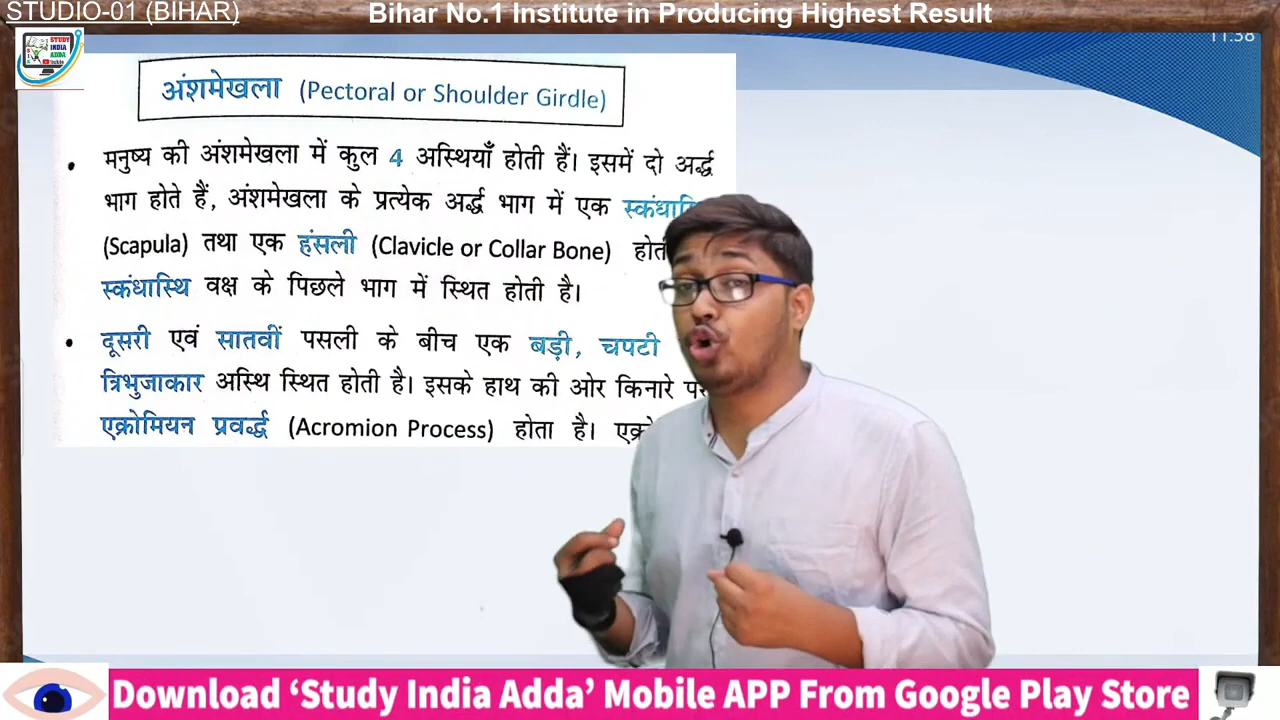 STUDIO-01 (BIHAR)
Bihar No.1 Institute in Producing Highest Result
STUDY
INDIA
ADDA
अंशमेखला (Pectoral or Shoulder Girdle)
• मनुष्य की अंशमेखला में कुल 4 अस्थियाँ होती हैं। इसमें दो अर्द्ध
भाग होते हैं, अंशमेखला के प्रत्येक अर्द्ध भाग में एक
(Scapula) तथा एक हंसली (Clavicle or Collar Bone)
स्कंधास्थि वक्ष के पिछले भाग में स्थित होती है।
• दूसरी एवं सातवीं पसली के बीच एक बड़ी, चपटी
त्रिभुजाकार अस्थि स्थित होती है। इसके हाथ की ओर किनारे
एक्रोमियन प्रवर्द्ध (Acromion Process) होता है।
Download ‘Study India Adda’ Mobile APP From Google Play Store